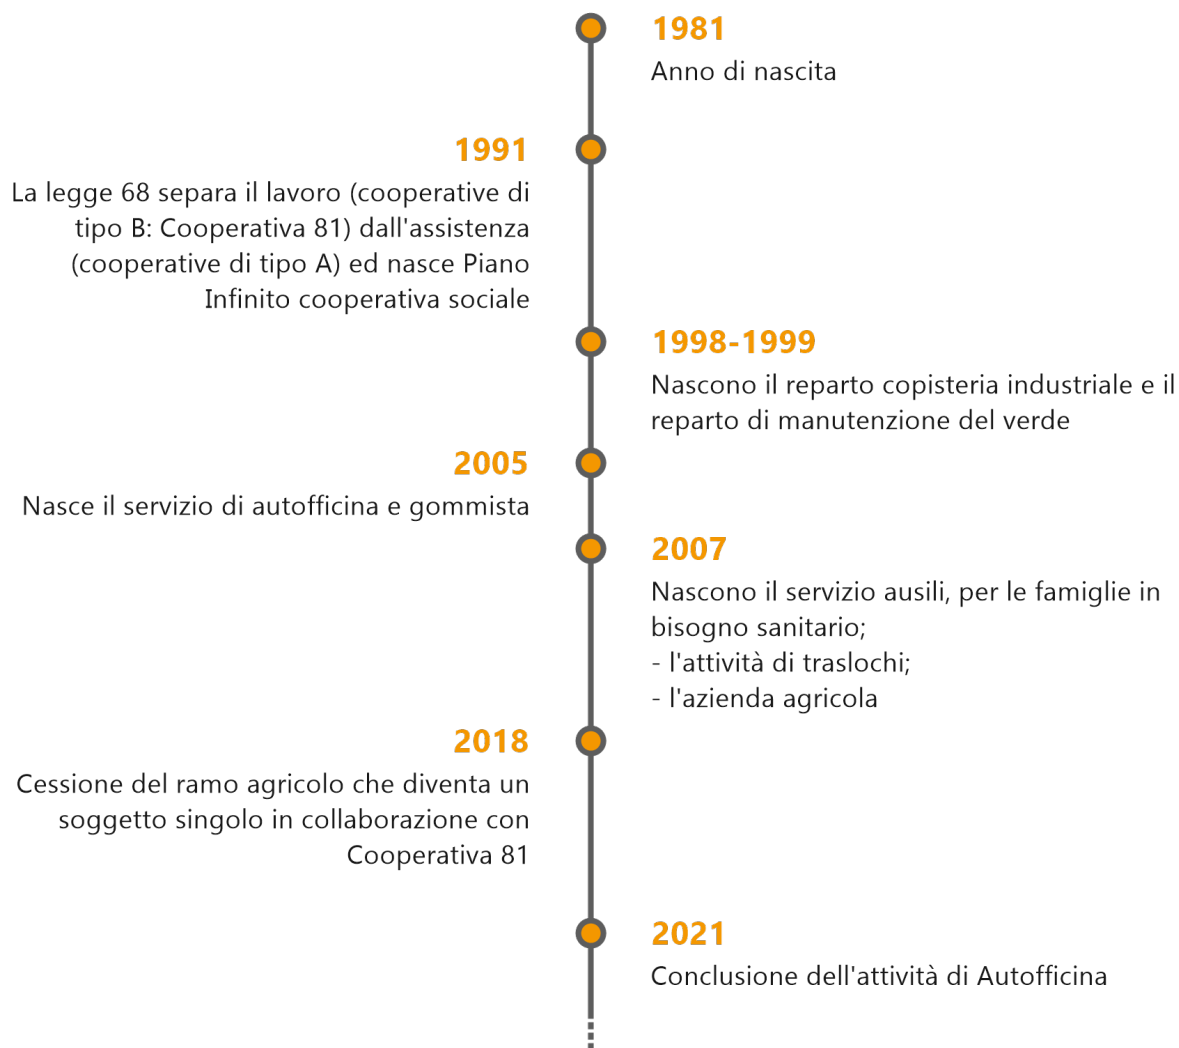 1981
Anno di nascita
1991
La legge 68 separa il lavoro (cooperative di
tipo B: Cooperativa 81) dall'assistenza
(cooperative di tipo A) ed nasce Piano
Infinito cooperativa sociale
1998-1999
Nascono il reparto copisteria industriale e il
reparto di manutenzione del verde
2005
Nasce il servizio di autofficina e gommista
2007
Nascono il servizio ausili, per le famiglie in
bisogno sanitario;
- l'attività di traslochi;
- l'azienda agricola
2018
Cessione del ramo agricolo che diventa un
soggetto singolo in collaborazione con
Cooperativa 81
2021
Conclusione dell'attività di Autofficina